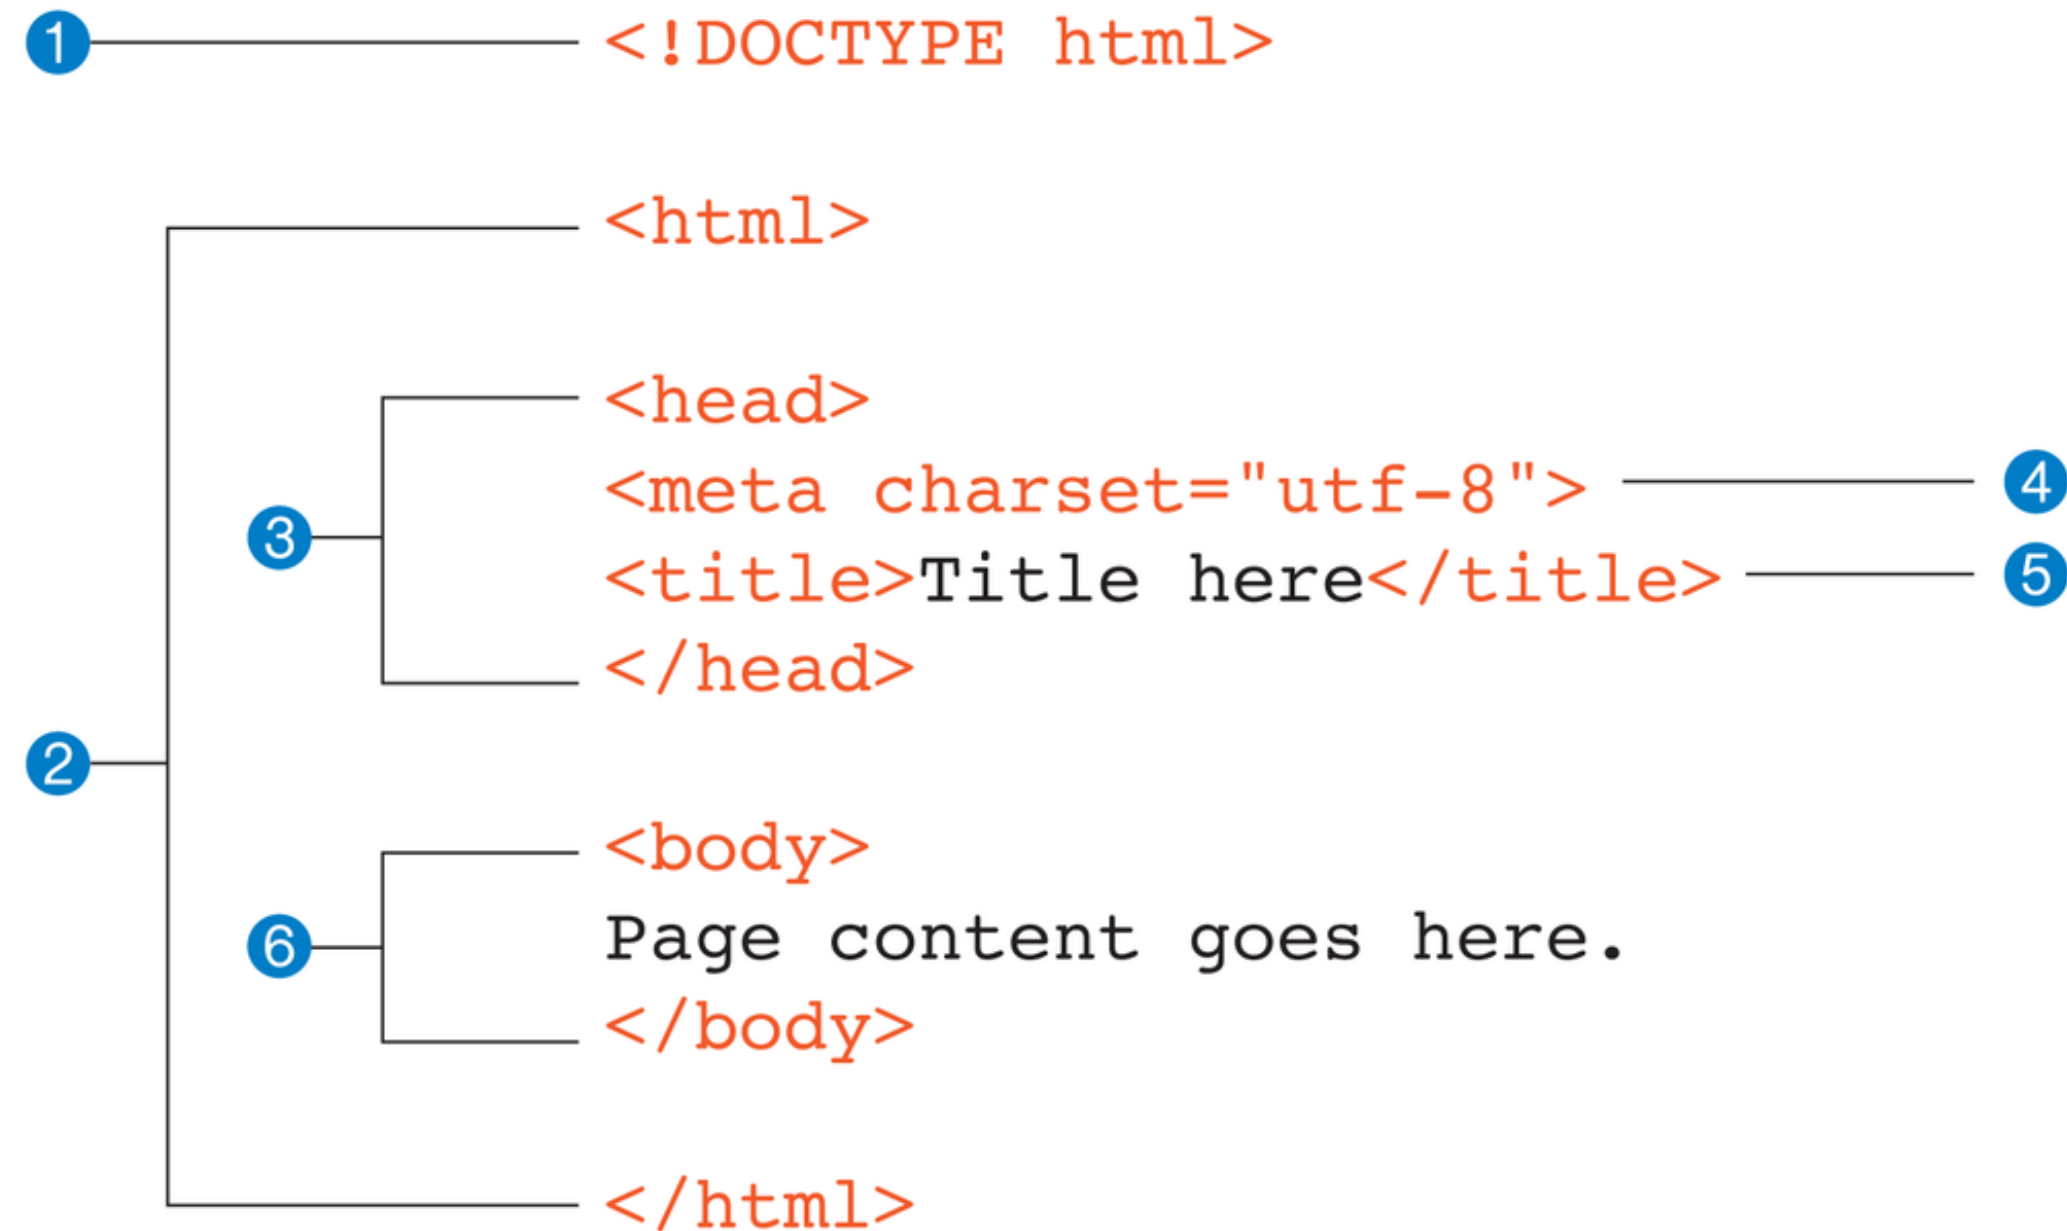 1 <!DOCTYPE html>
<html>
<head>
<meta charset="utf-8"> 4
3
<title>Title here</title> 5
</head>
2
<body>
6 Page content goes here.
</body>
</html>